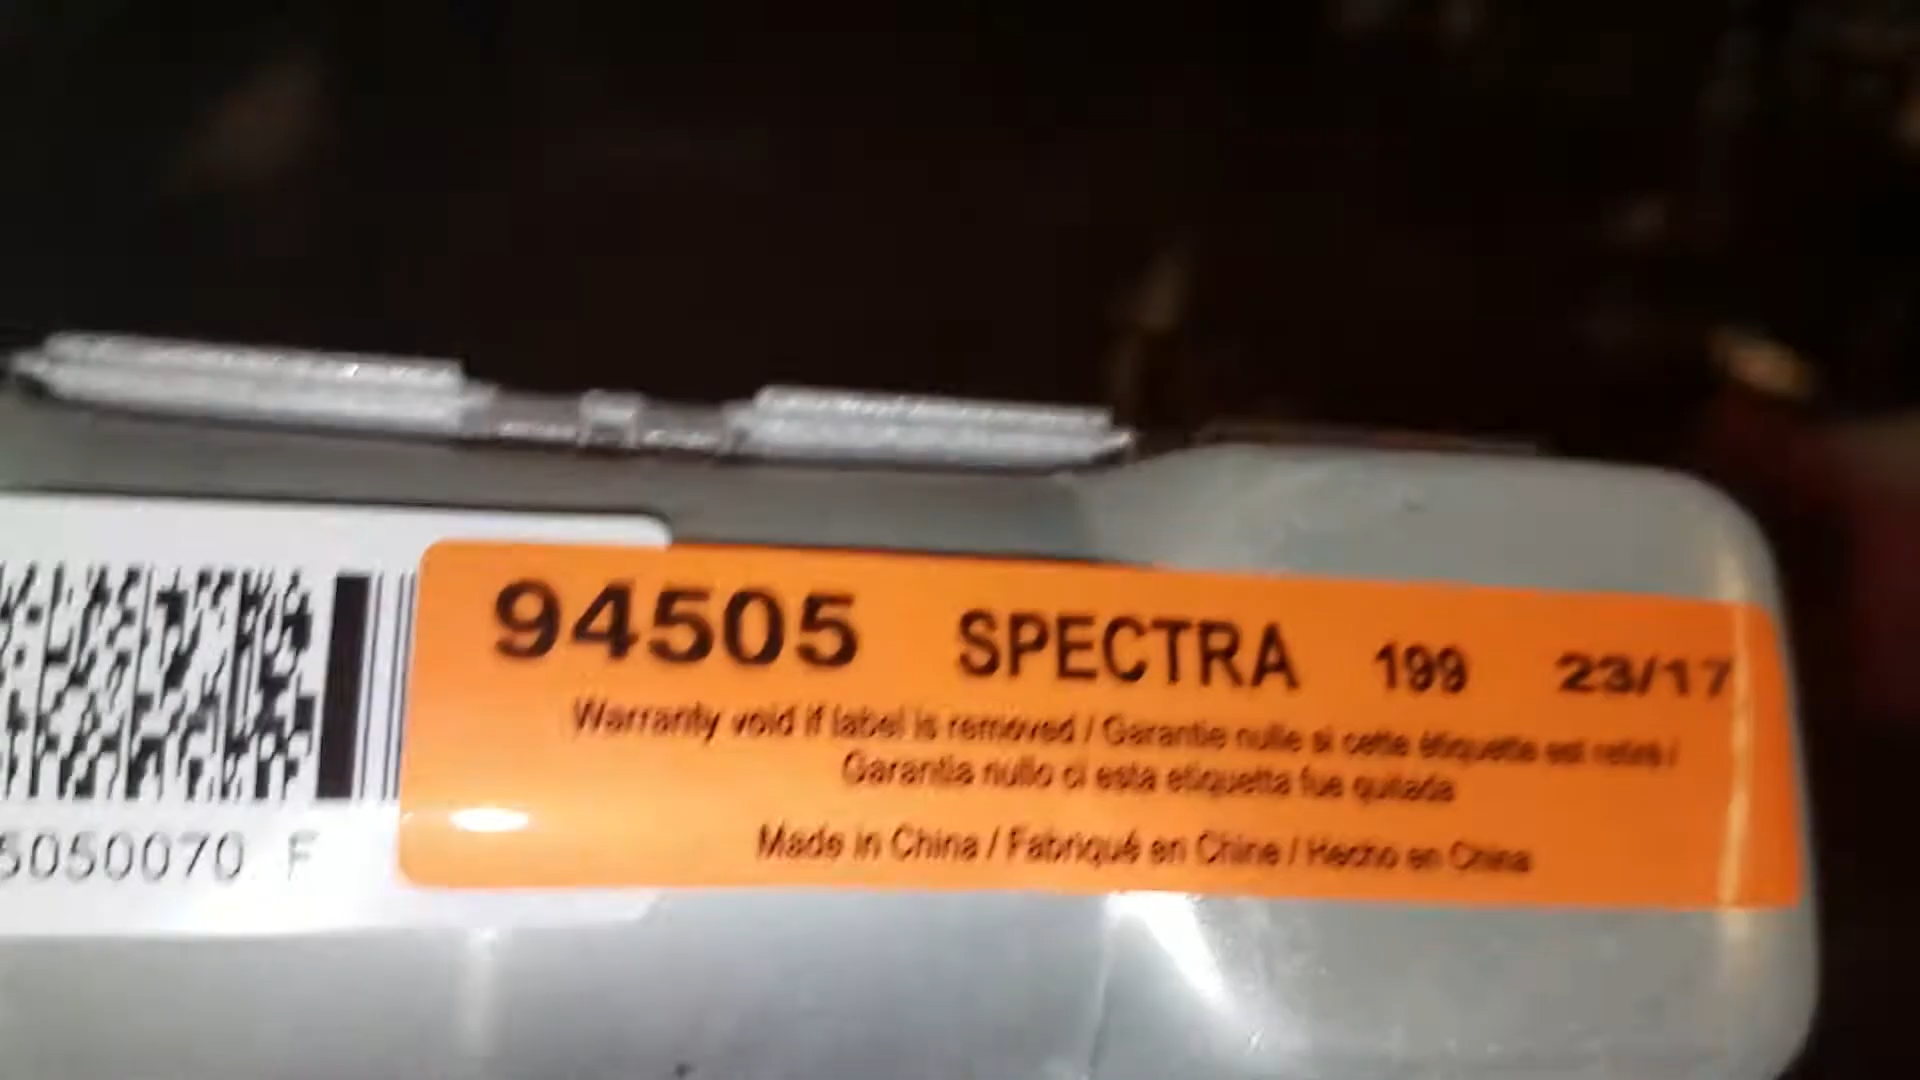 94505 SPECTRA 199 23/17
Warranty void if label is removed / Garantie nulle si cette étiquette est retiré /
Garantia nullo ci esta etiquetta fue quitada
Made in China / Fabriqué en Chine / Hecho en China
5050070 F